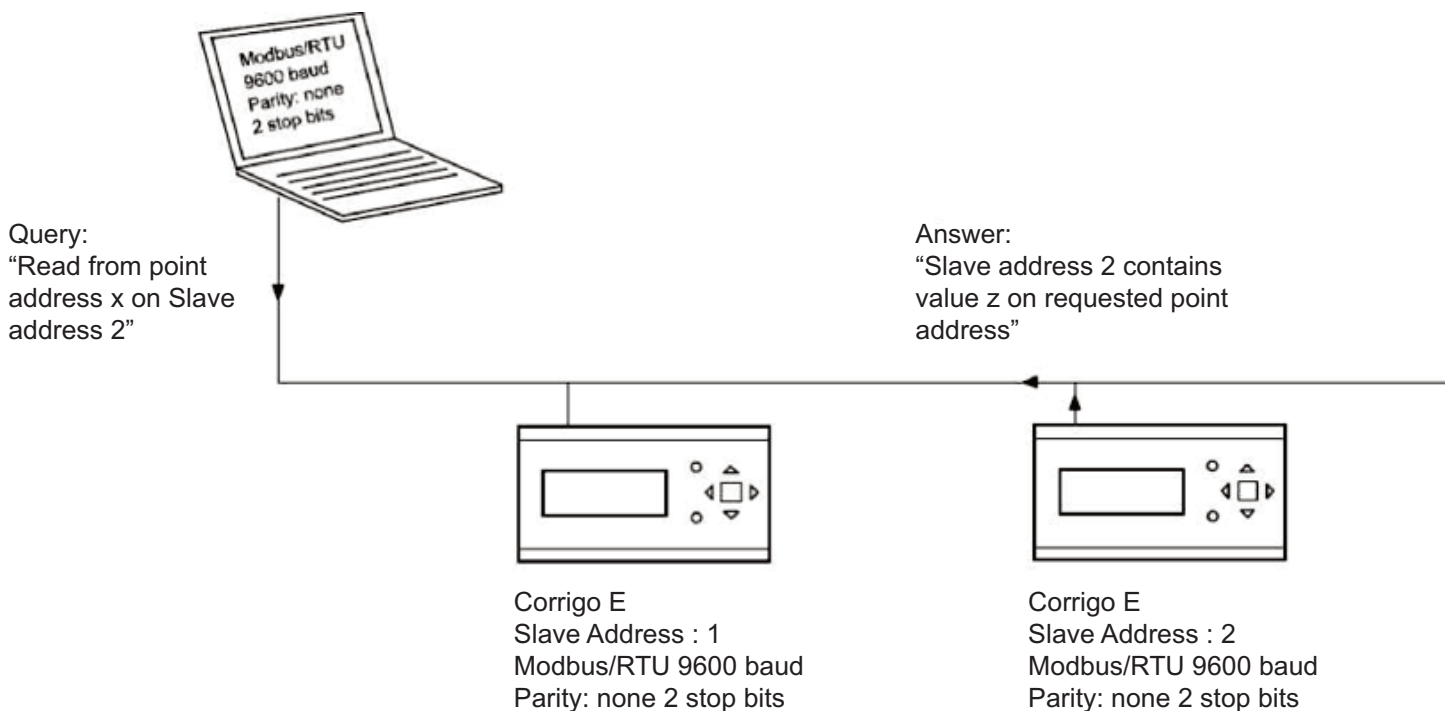 Modbus/RTU
9600 baud
Parity: none
2 stop bits
Query:
“Read from point
address x on Slave
address 2”
Answer:
“Slave address 2 contains
value z on requested point
address”
Corrigo E
Slave Address : 1
Modbus/RTU 9600 baud
Parity: none 2 stop bits
Corrigo E
Slave Address : 2
Modbus/RTU 9600 baud
Parity: none 2 stop bits